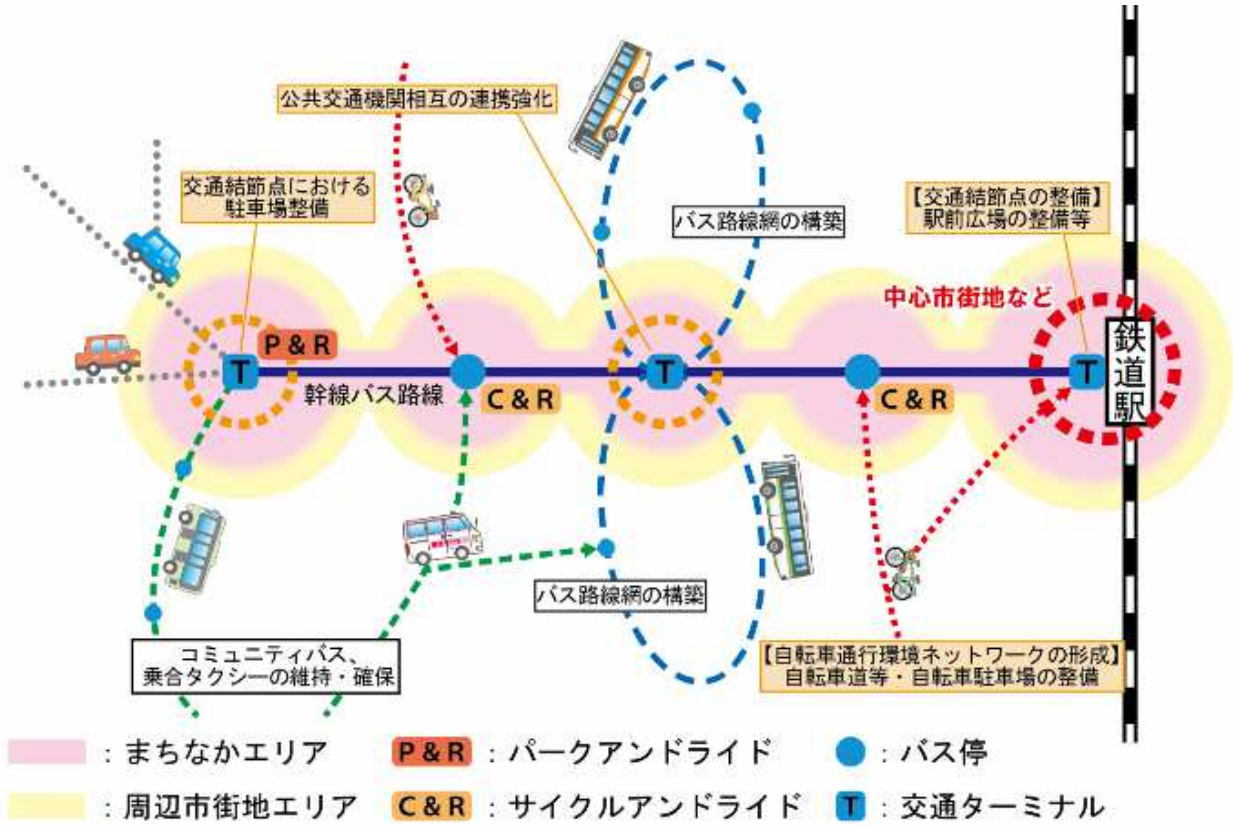 公共交通機関相互の連携強化
交通結節点における
駐車場整備
バス路線網の構築
【交通結節点の整備】
駅前広場の整備等
中心市街地など
P & R
T
幹線バス路線
C & R
T
C & R
T
鉄道駅
バス路線網の構築
コミュニティバス、
乗合タクシーの維持・確保
【自転車通行環境ネットワークの形成】
自転車道等・自転車駐車場の整備
：まちなかエリア
P & R ：パークアンドライド
：バス停
：周辺市街地エリア
C & R ：サイクルアンドライド
T ：交通ターミナル